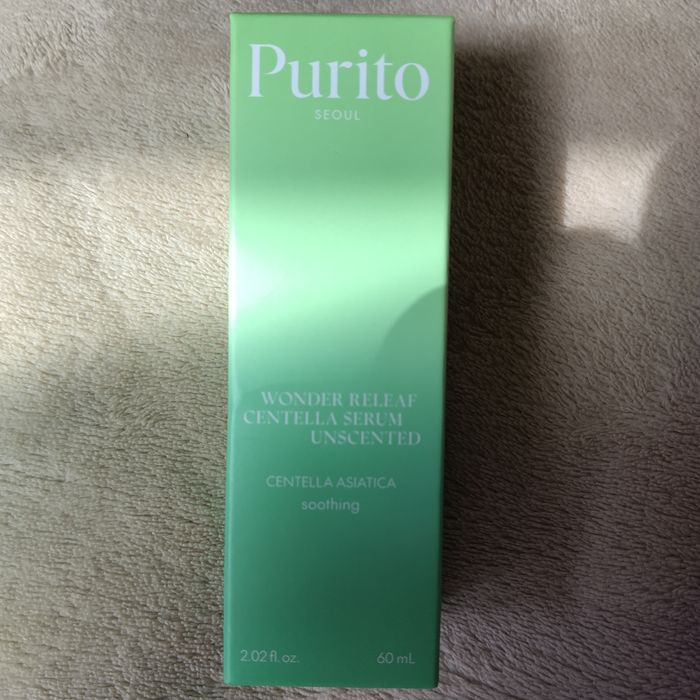 Purito
SEOUL
WONDER RELEAF
CENTELLA SERUM
UNSCENTED
CENTELLA ASIATICA
soothing
2.02 fl. oz. 60 mL